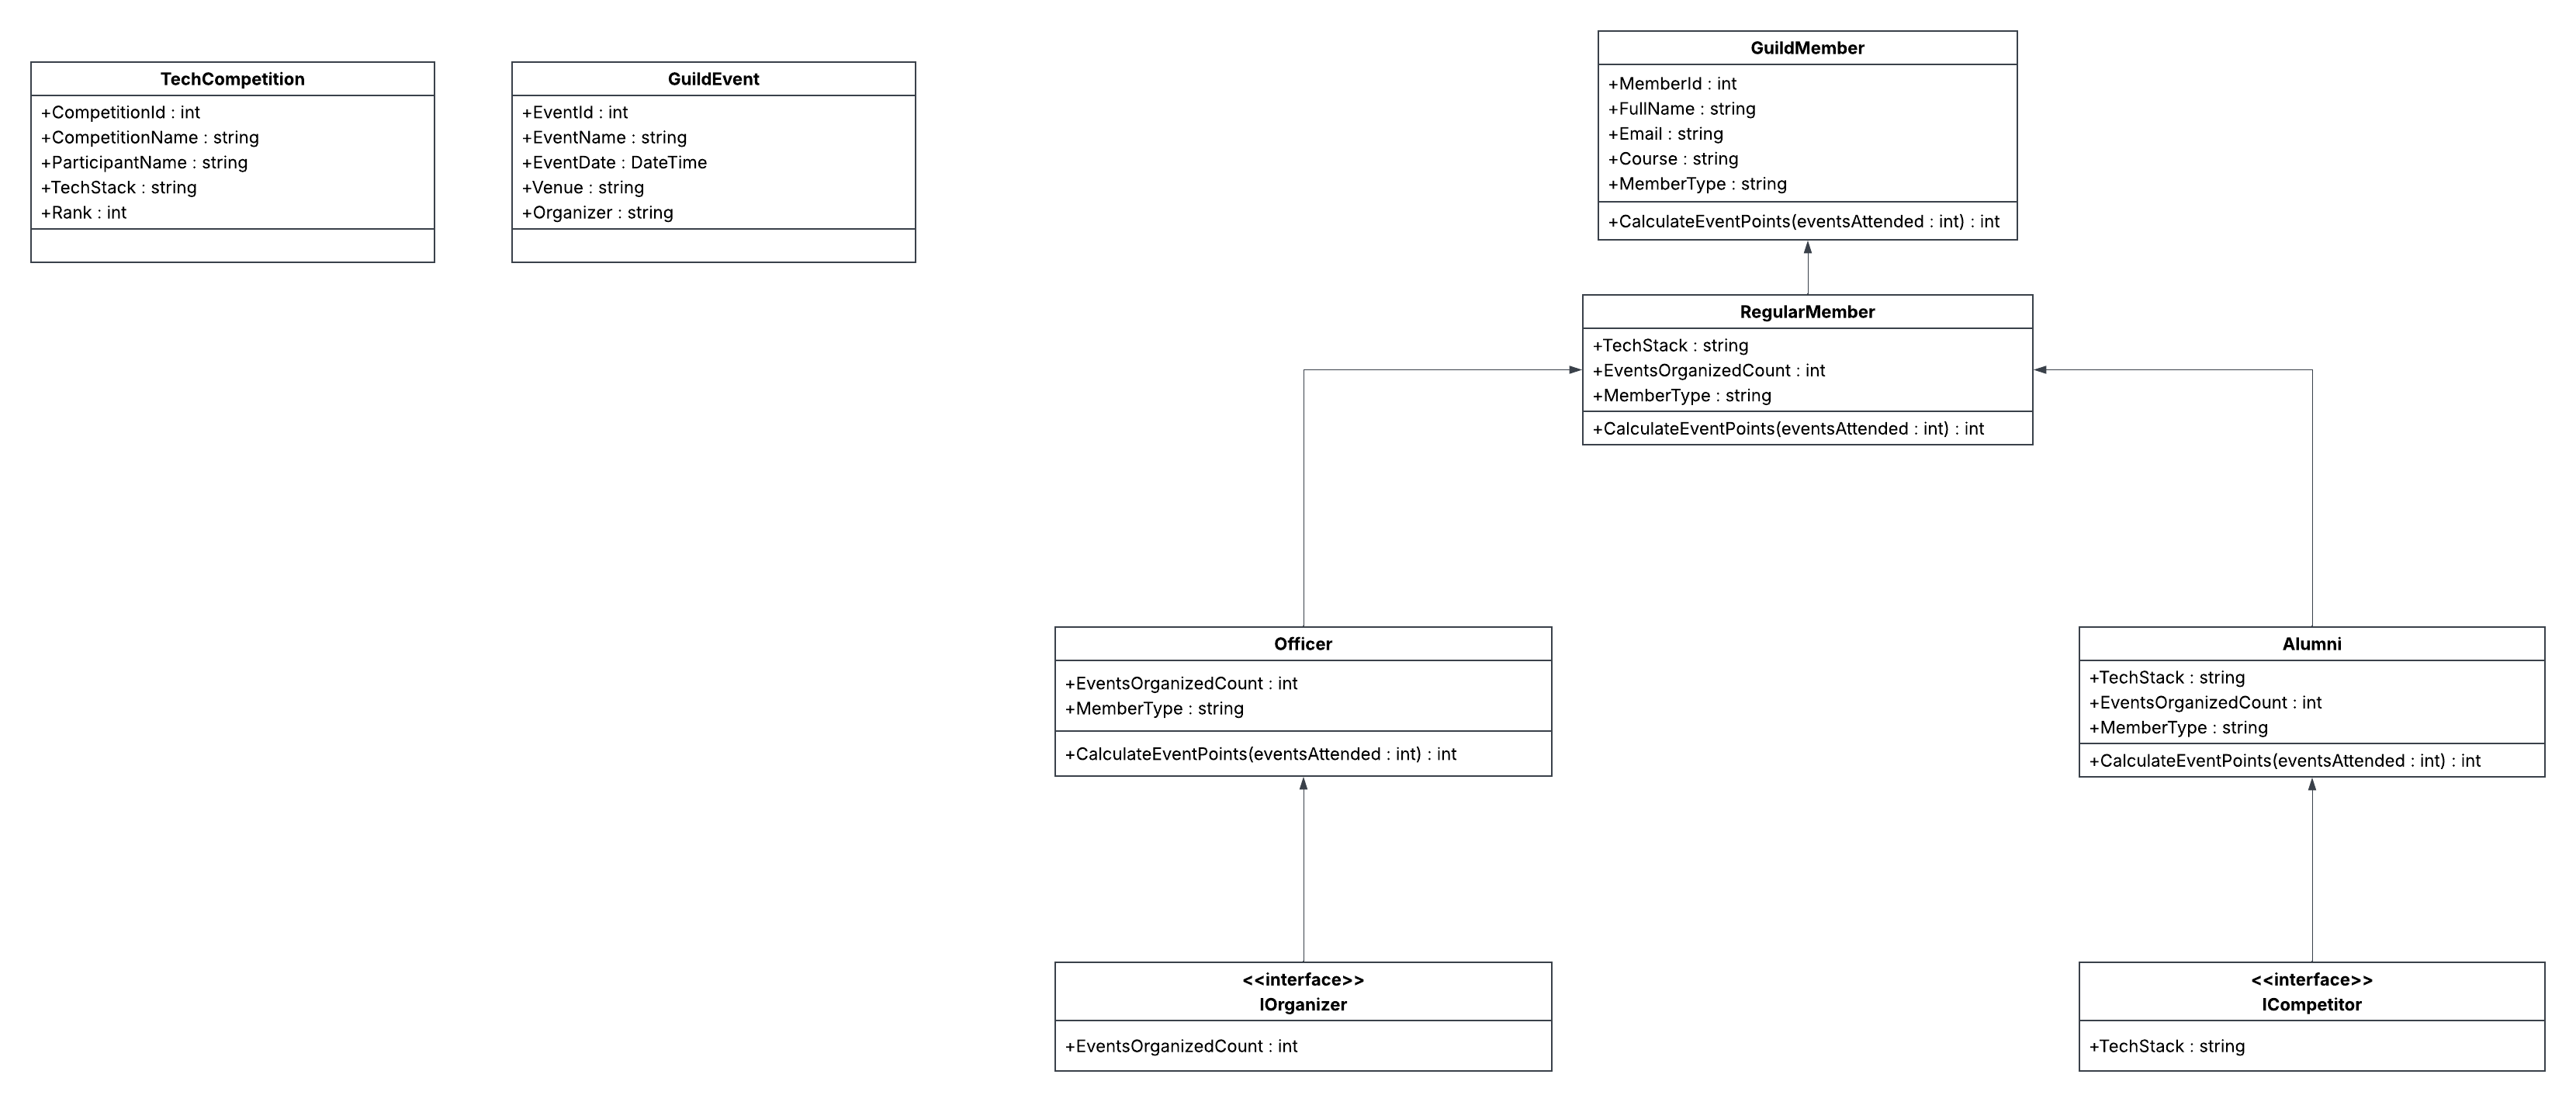 TechCompetition
+CompetitionId : int
+CompetitionName : string
+ParticipantName : string
+TechStack : string
+Rank : int
GuildEvent
+EventId : int
+EventName : string
+EventDate : DateTime
+Venue : string
+Organizer : string
GuildMember
+MemberId : int
+FullName : string
+Email : string
+Course : string
+MemberType : string
+CalculateEventPoints(eventsAttended : int) : int
RegularMember
+TechStack : string
+EventsOrganizedCount : int
+MemberType : string
+CalculateEventPoints(eventsAttended : int) : int
Officer
+EventsOrganizedCount : int
+MemberType : string
+CalculateEventPoints(eventsAttended : int) : int
Alumni
+TechStack : string
+EventsOrganizedCount : int
+MemberType : string
+CalculateEventPoints(eventsAttended : int) : int
<<interface>>
IOrganizer
+EventsOrganizedCount : int
<<interface>>
ICompetitor
+TechStack : string